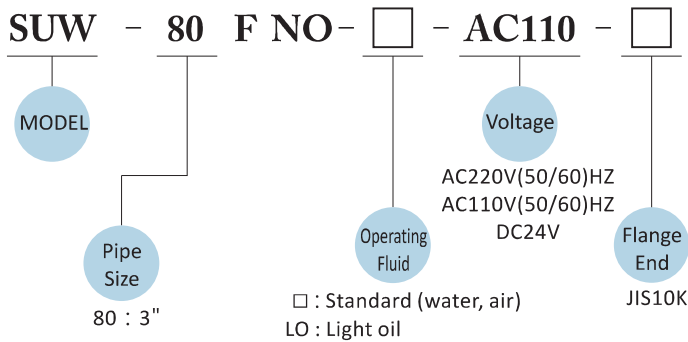 SUW - 80 F NO - □ - AC110 - □
MODEL
Voltage
AC220V(50/60)HZ
AC110V(50/60)HZ
DC24V
Pipe
Size
80 : 3"
Operating
Fluid
□ : Standard (water, air)
LO : Light oil
Flange
End
JIS10K